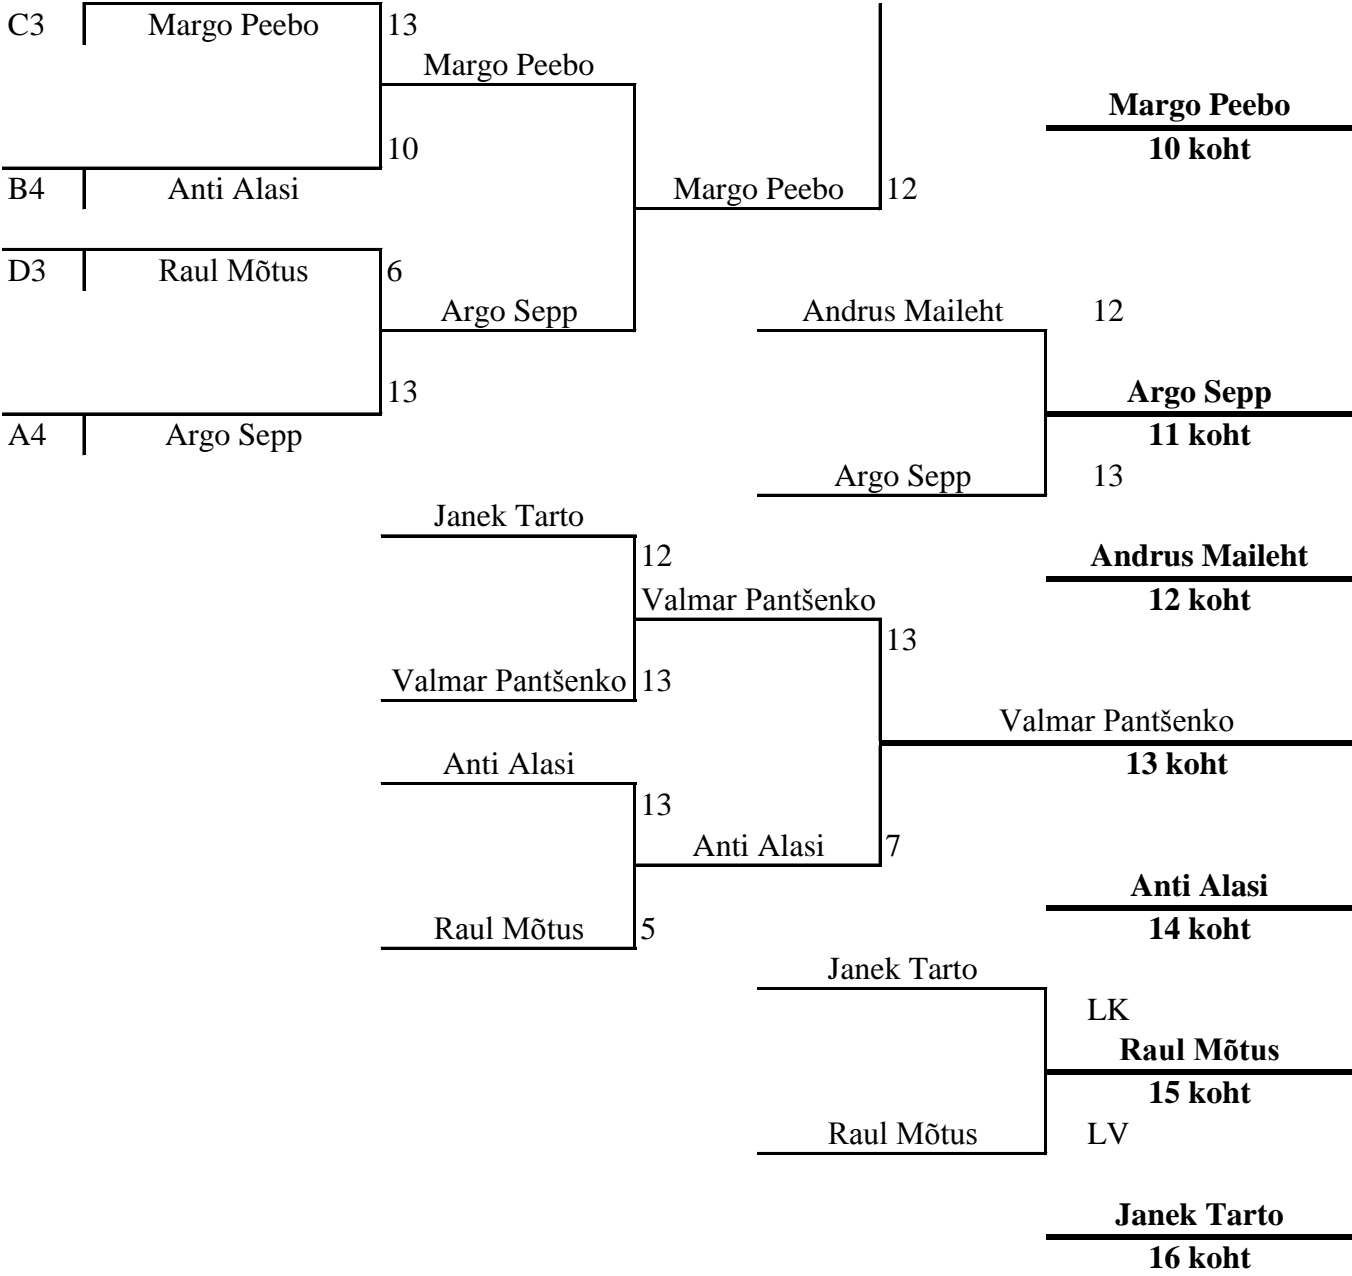 C3 Margo Peebo 13
Margo Peebo
Margo Peebo
10 10 koht
B4 Anti Alasi Margo Peebo 12
D3 Raul Mõtus 6
Argo Sepp Andrus Maileht 12
13 Argo Sepp
A4 Argo Sepp 11 koht
Argo Sepp 13
Janek Tarto
12 Andrus Maileht
Valmar Pantšenko 12 koht
13
Valmar Pantšenko 13
Valmar Pantšenko
Anti Alasi 13 koht
13
Anti Alasi 7
Anti Alasi
Raul Mõtus 5 14 koht
Janek Tarto
LK
Raul Mõtus
15 koht
Raul Mõtus LV
Janek Tarto
16 koht